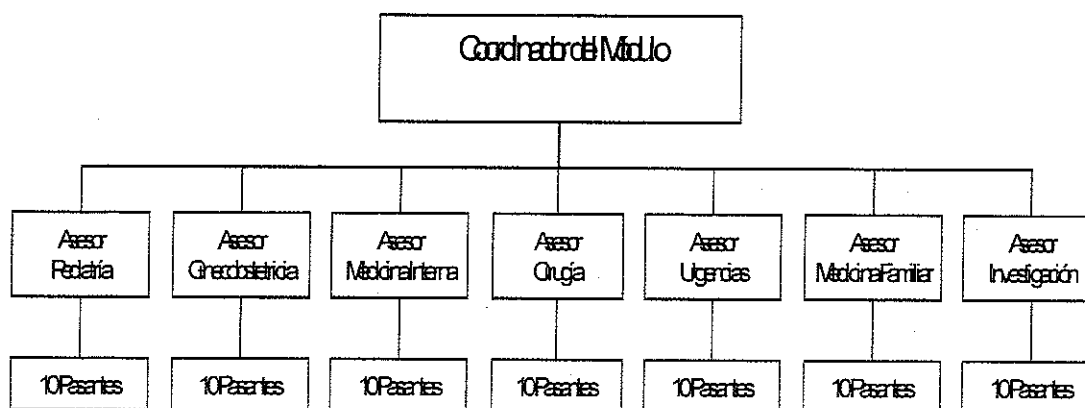 Coordinador del Módulo
Asesor
Pediatría
Asesor
Ginecobstetricia
Asesor
Medicina Interna
Asesor
Cirugía
Asesor
Urgencias
Asesor
Medicina Familiar
Asesor
Investigación
10 Pasantes
10 Pasantes
10 Pasantes
10 Pasantes
10 Pasantes
10 Pasantes
10 Pasantes